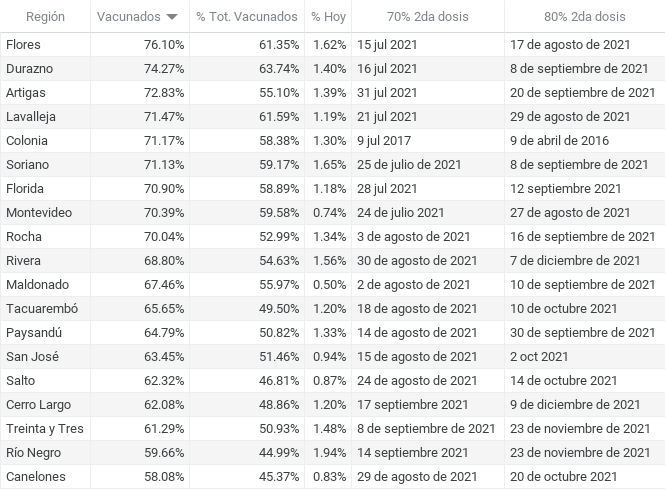 Región Vacunados % Tot. Vacunados % Hoy 70% 2da dosis 80% 2da dosis
Flores 76.10% 61.35% 1.62% 15 jul 2021 17 de agosto de 2021
Durazno 74.27% 63.74% 1.40% 16 jul 2021 8 de septiembre de 2021
Artigas 72.83% 55.10% 1.39% 31 jul 2021 20 de septiembre de 2021
Lavalleja 71.47% 61.59% 1.19% 21 jul 2021 29 de agosto de 2021
Colonia 71.17% 58.38% 1.30% 9 jul 2017 9 de abril de 2016
Soriano 71.13% 59.17% 1.65% 25 de julio de 2021 8 de septiembre de 2021
Florida 70.90% 58.89% 1.18% 28 jul 2021 12 septiembre 2021
Montevideo 70.39% 59.58% 0.74% 24 de julio 2021 27 de agosto de 2021
Rocha 70.04% 52.99% 1.34% 3 de agosto de 2021 16 de septiembre de 2021
Rivera 68.80% 54.63% 1.56% 30 de agosto de 2021 7 de diciembre de 2021
Maldonado 67.46% 55.97% 0.50% 2 de agosto de 2021 10 de septiembre de 2021
Tacuarembó 65.65% 49.50% 1.20% 18 de agosto de 2021 10 de octubre 2021
Paysandú 64.79% 50.82% 1.33% 14 de agosto de 2021 30 de septiembre de 2021
San José 63.45% 51.46% 0.94% 15 de agosto de 2021 2 oct 2021
Salto 62.32% 46.81% 0.87% 24 de agosto de 2021 14 de octubre 2021
Cerro Largo 62.08% 48.86% 1.20% 17 septiembre 2021 9 de diciembre de 2021
Treinta y Tres 61.29% 50.93% 1.48% 8 de septiembre de 2021 23 de noviembre de 2021
Río Negro 59.66% 44.99% 1.94% 14 septiembre 2021 23 de noviembre de 2021
Canelones 58.08% 45.37% 0.83% 29 de agosto de 2021 20 de octubre 2021